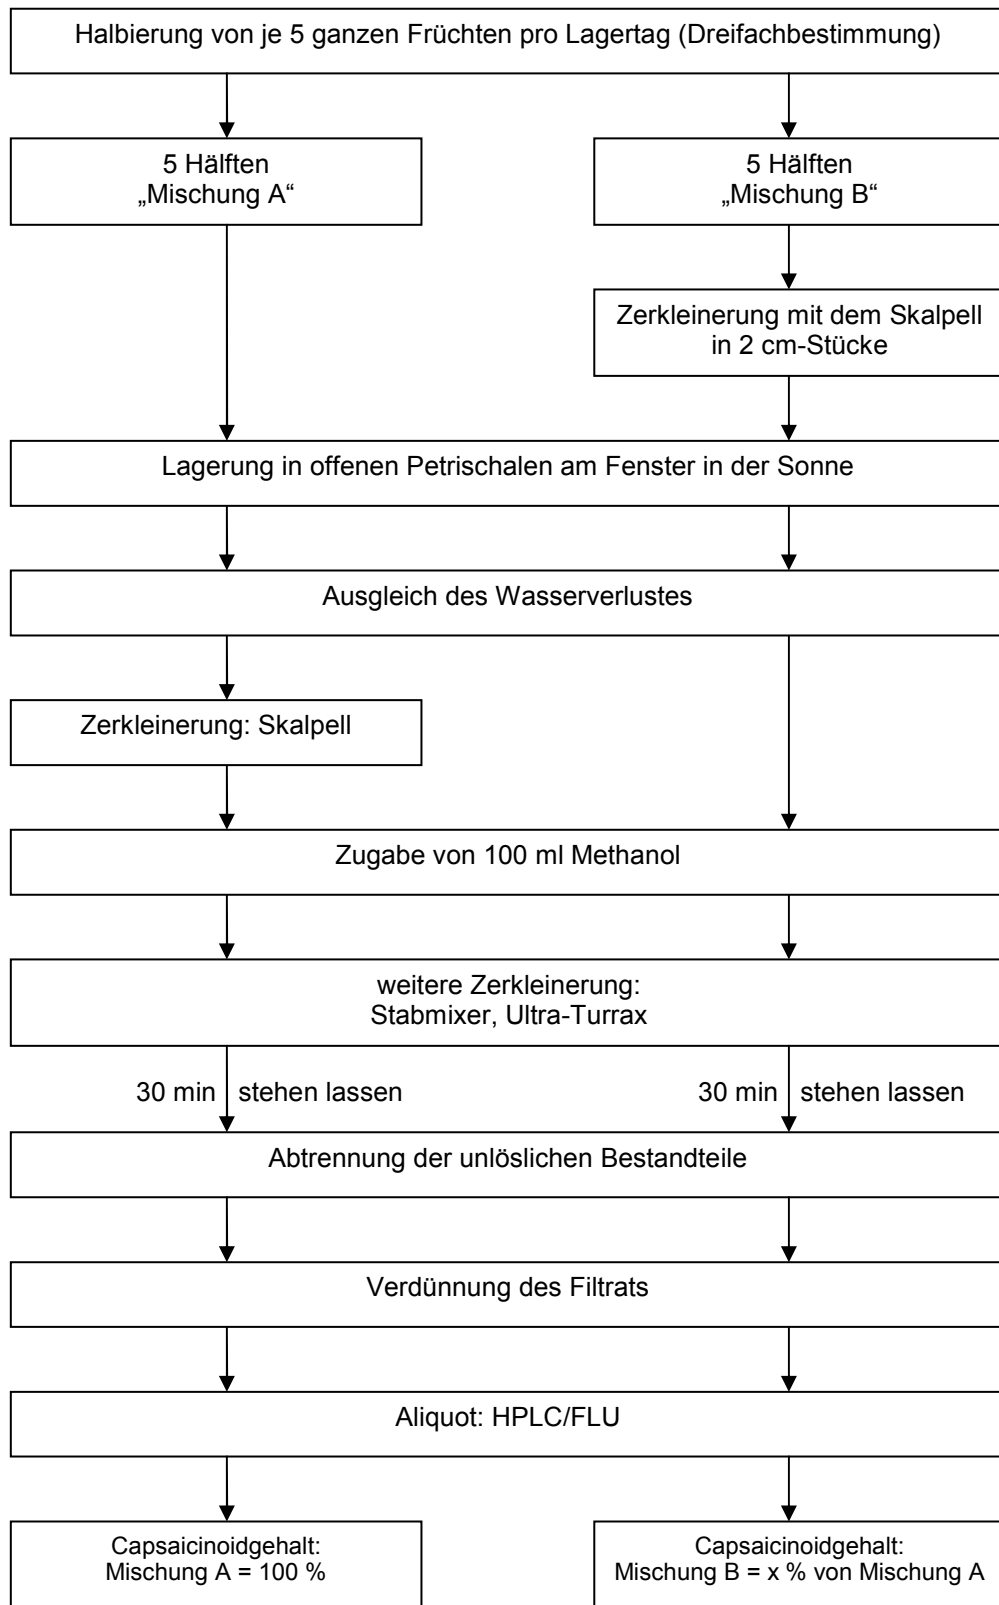 Halbierung von je 5 ganzen Früchten pro Lagertag (Dreifachbestimmung)
5 Hälften
„Mischung A“
5 Hälften
„Mischung B“
Zerkleinerung mit dem Skalpell
in 2 cm-Stücke
Lagerung in offenen Petrischalen am Fenster in der Sonne
Ausgleich des Wasserverlustes
Zerkleinerung: Skalpell
Zugabe von 100 ml Methanol
weitere Zerkleinerung:
Stabmixer, Ultra-Turrax
30 min stehen lassen
30 min stehen lassen
Abtrennung der unlöslichen Bestandteile
Verdünnung des Filtrats
Aliquot: HPLC/FLU
Capsaicinoidgehalt:
Mischung A = 100 %
Capsaicinoidgehalt:
Mischung B = x % von Mischung A